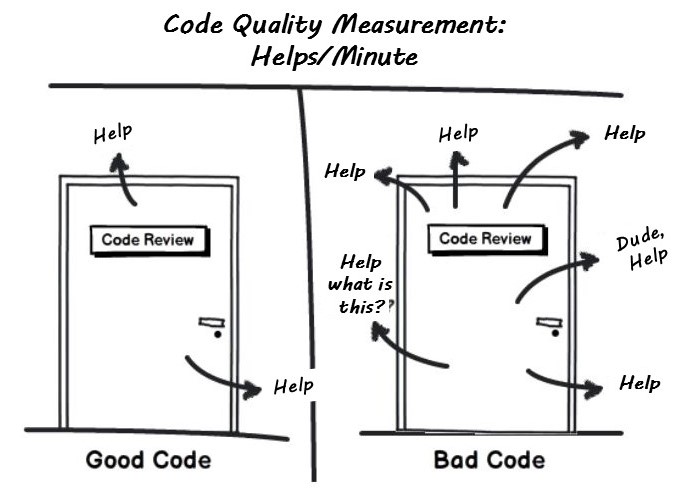 Code Quality Measurement:
Helps/Minute
Help
Code Review
Help
Good Code
Help
Help
Help
Code Review
Dude,
Help
Help
what is
this??
Help
Bad Code